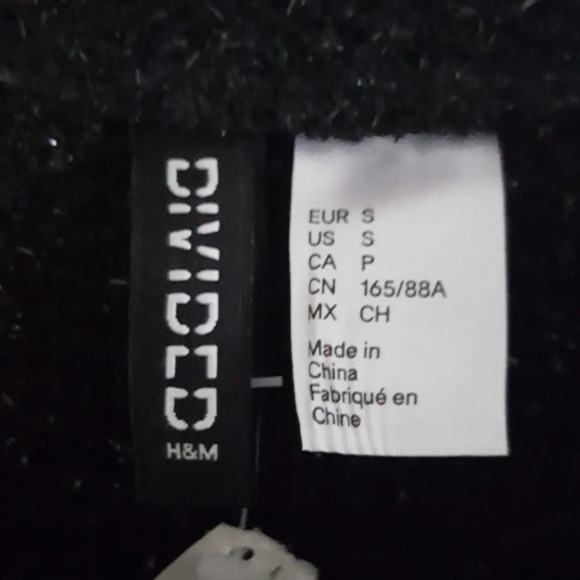 DIVIDED
H&M
EUR S
US S
CA P
CN 165/88A
MX CH
Made in
China
Fabriqué en
Chine